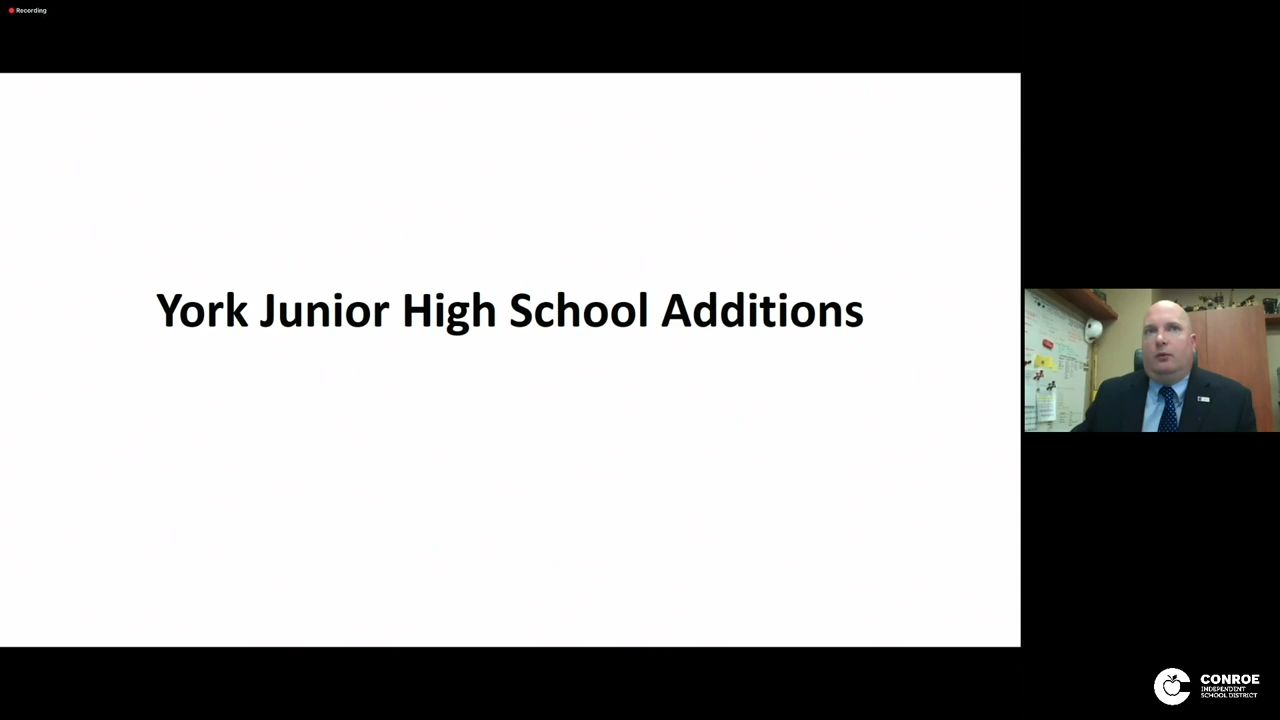 Recording
York Junior High School Additions
CONROE
INDEPENDENT
SCHOOL DISTRICT